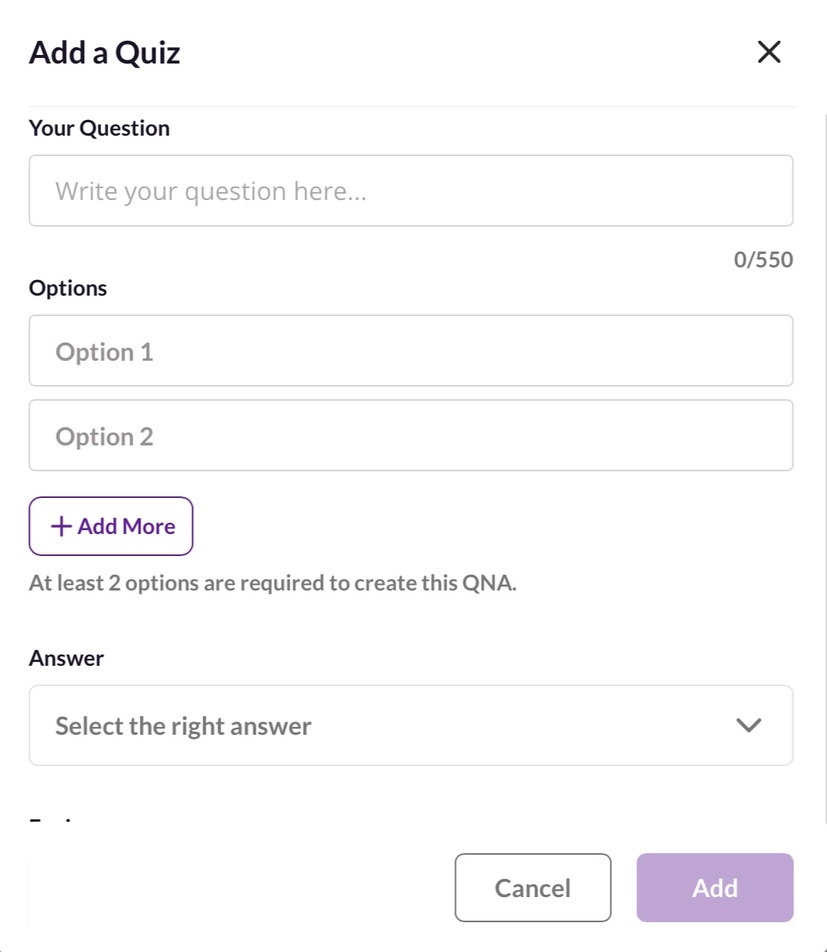 Add a Quiz
Your Question
Write your question here...
0/550
Options
Option 1
Option 2
+ Add More
At least 2 options are required to create this QNA.
Answer
Select the right answer
Cancel
Add